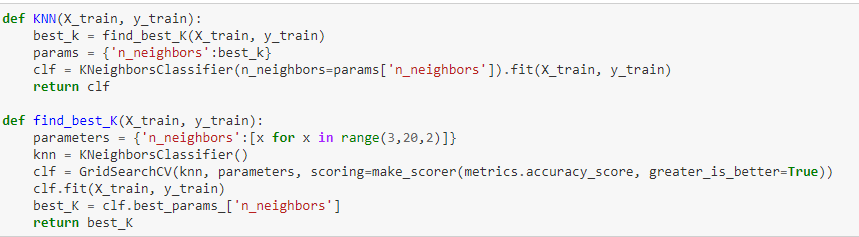 def KNN(X_train, y_train):
    best_k = find_best_K(X_train, y_train)
    params = {'n_neighbors':best_k}
    clf = KNeighborsClassifier(n_neighbors=params['n_neighbors']).fit(X_train, y_train)
    return clf

def find_best_K(X_train, y_train):
    parameters = {'n_neighbors':[x for x in range(3,20,2)]}
    knn = KNeighborsClassifier()
    clf = GridSearchCV(knn, parameters, scoring=make_scorer(metrics.accuracy_score, greater_is_better=True))
    clf.fit(X_train, y_train)
    best_K = clf.best_params_['n_neighbors']
    return best_K